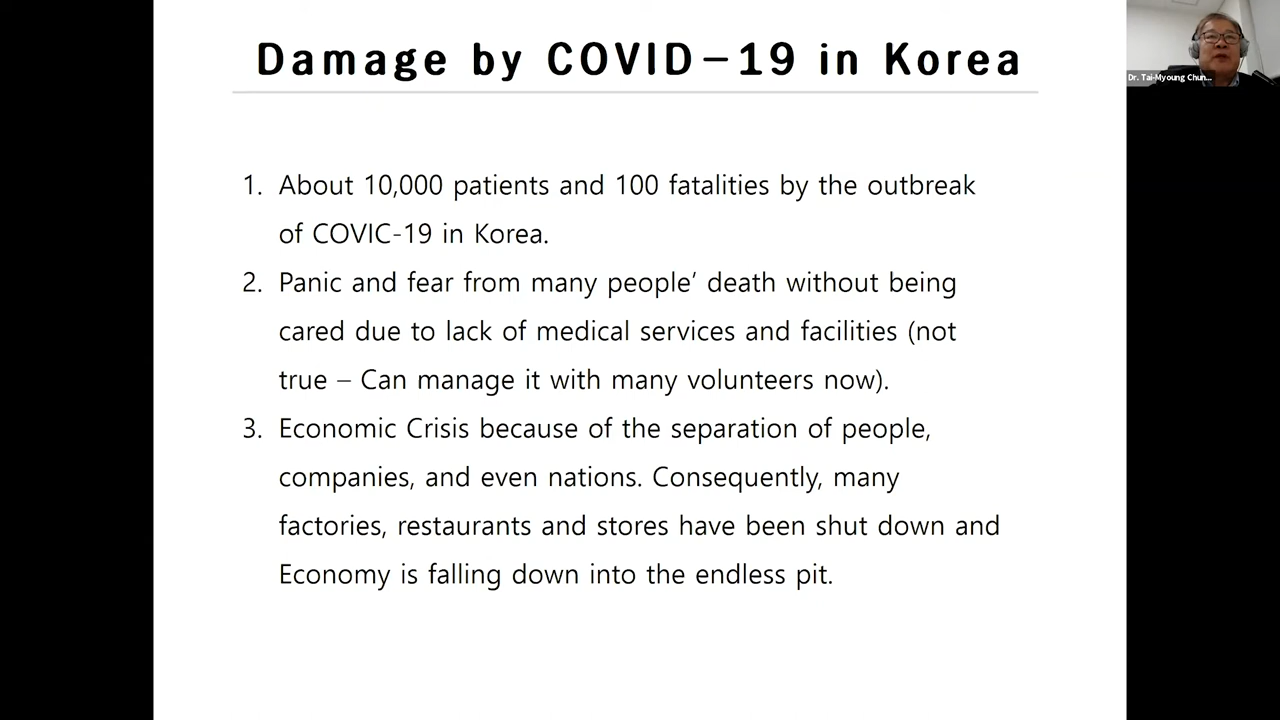 Damage by COVID-19 in Korea
Dr. Tai-Myoung Chun...
1. About 10,000 patients and 100 fatalities by the outbreak
of COVIC-19 in Korea.
2. Panic and fear from many people’ death without being
cared due to lack of medical services and facilities (not
true – Can manage it with many volunteers now).
3. Economic Crisis because of the separation of people,
companies, and even nations. Consequently, many
factories, restaurants and stores have been shut down and
Economy is falling down into the endless pit.